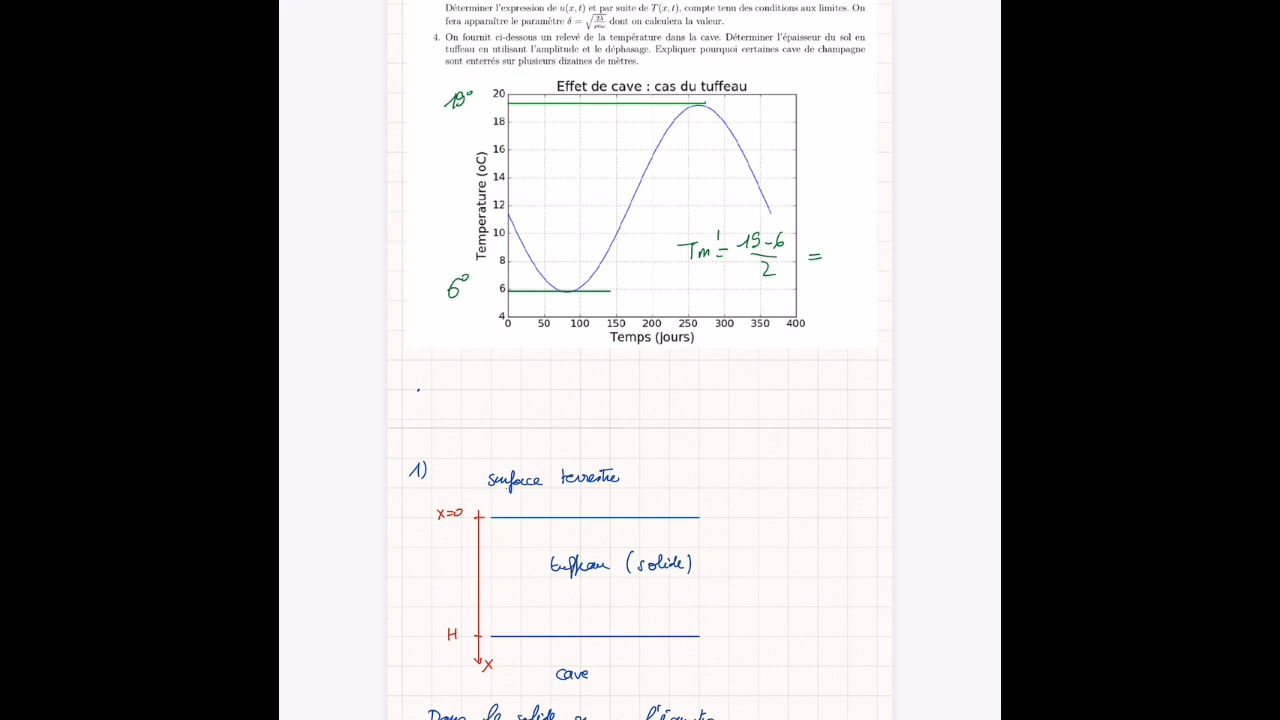 Déterminer l'expression de u(x, t) et par suite de T(x, t), compte tenu des conditions aux limites. On
fera apparaître le paramètre δ = √(2λ/ρcω) dont on calculera la valeur.
4. On fournit ci-dessous un relevé de la température dans la cave. Déterminer l'épaisseur du sol en
tuffeau en utilisant l'amplitude et le déphasage. Expliquer pourquoi certaines cave de champagne
sont enterrés sur plusieurs dizaines de mètres.
Effet de cave : cas du tuffeau
19°
20
18
16
14
12
10
8
6
4
Temperature (oC)
6°
Tm' = 19-6 / 2 =
0 50 100 150 200 250 300 350 400
Temps (jours)
1)
surface terrestre
x=0
tuffeau (solide)
H
x
cave
Dans le solide on l'équation